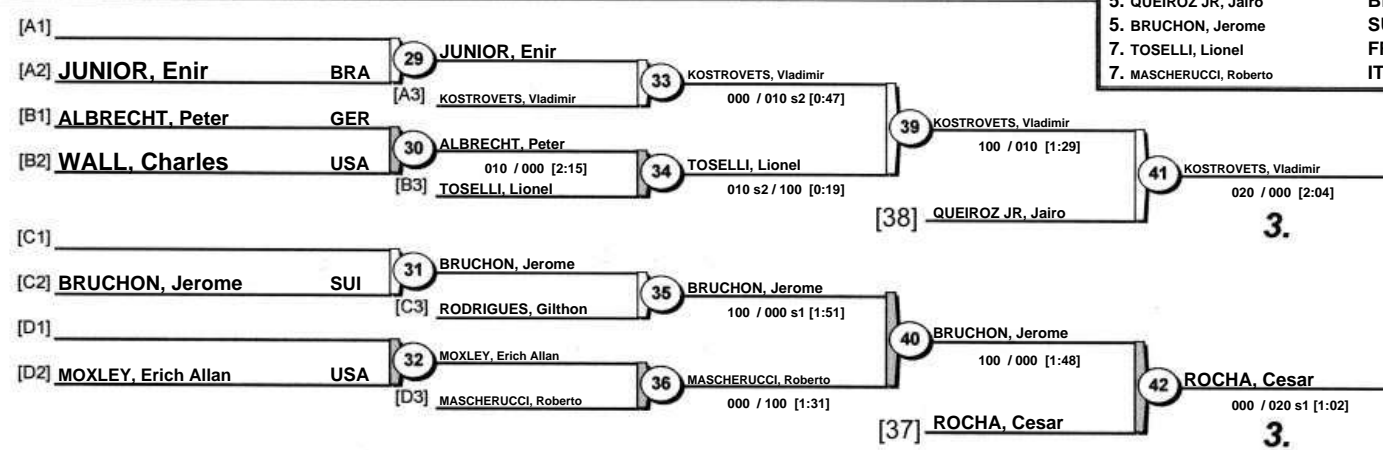 5. QUEIROZ JR, Jairo
5. BRUCHON, Jerome
7. TOSELLI, Lionel
7. MASCHERUCCI, Roberto IT
[A1]
[A2] JUNIOR, Enir BRA
29
JUNIOR, Enir
[A3] KOSTROVETS, Vladimir
33
KOSTROVETS, Vladimir
000 / 010 s2 [0:47]
[B1] ALBRECHT, Peter GER
[B2] WALL, Charles USA
30
ALBRECHT, Peter
010 / 000 [2:15]
[B3] TOSELLI, Lionel
34
TOSELLI, Lionel
010 s2 / 100 [0:19]
39
KOSTROVETS, Vladimir
100 / 010 [1:29]
[38] QUEIROZ JR, Jairo
41
KOSTROVETS, Vladimir
020 / 000 [2:04]
3.
[C1]
[C2] BRUCHON, Jerome SUI
31
BRUCHON, Jerome
[C3] RODRIGUES, Gilthon
35
BRUCHON, Jerome
100 / 000 s1 [1:51]
[D1]
[D2] MOXLEY, Erich Allan USA
32
MOXLEY, Erich Allan
[D3] MASCHERUCCI, Roberto
36
MASCHERUCCI, Roberto
000 / 100 [1:31]
40
BRUCHON, Jerome
100 / 000 [1:48]
[37] ROCHA, Cesar
42
ROCHA, Cesar
000 / 020 s1 [1:02]
3.